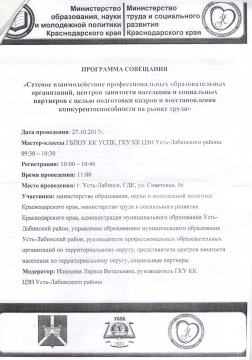 Министерство
образования, науки
и молодежной политики
Краснодарского края
Министерство
труда и социального
развития
Краснодарского края
ПРОГРАММА СОВЕЩАНИЯ
«Сетевое взаимодействие профессиональных образовательных
организаций, центров занятости населения и социальных
партнеров с целью подготовки кадров и восстановления
конкурентоспособности на рынке труда»
Дата проведения: 27.10.2017г.
Мастер-классы ГБПОУ КК УСПК, ГКУ КК ЦЗН Усть-Лабинского района:
09:30 – 10:30
Регистрация: 10:00 – 10:40
Время проведения: 11:00
Место проведения: г. Усть-Лабинск, ГДК, ул. Советская, 56
Участники: министерство образования, науки и молодежной политики
Краснодарского края, министерство труда и социального развития
Краснодарского края, администрация муниципального образования Усть-
Лабинский район, управление образованием муниципального образования
Усть-Лабинский район, руководители профессиональных образовательных
организаций по территориальному округу, представители центров занятости
населения по территориальному округу, социальные партнеры
Модератор: Илюхина Лариса Витальевна, руководитель ГКУ КК
ЦЗН Усть-Лабинского района
УСПК